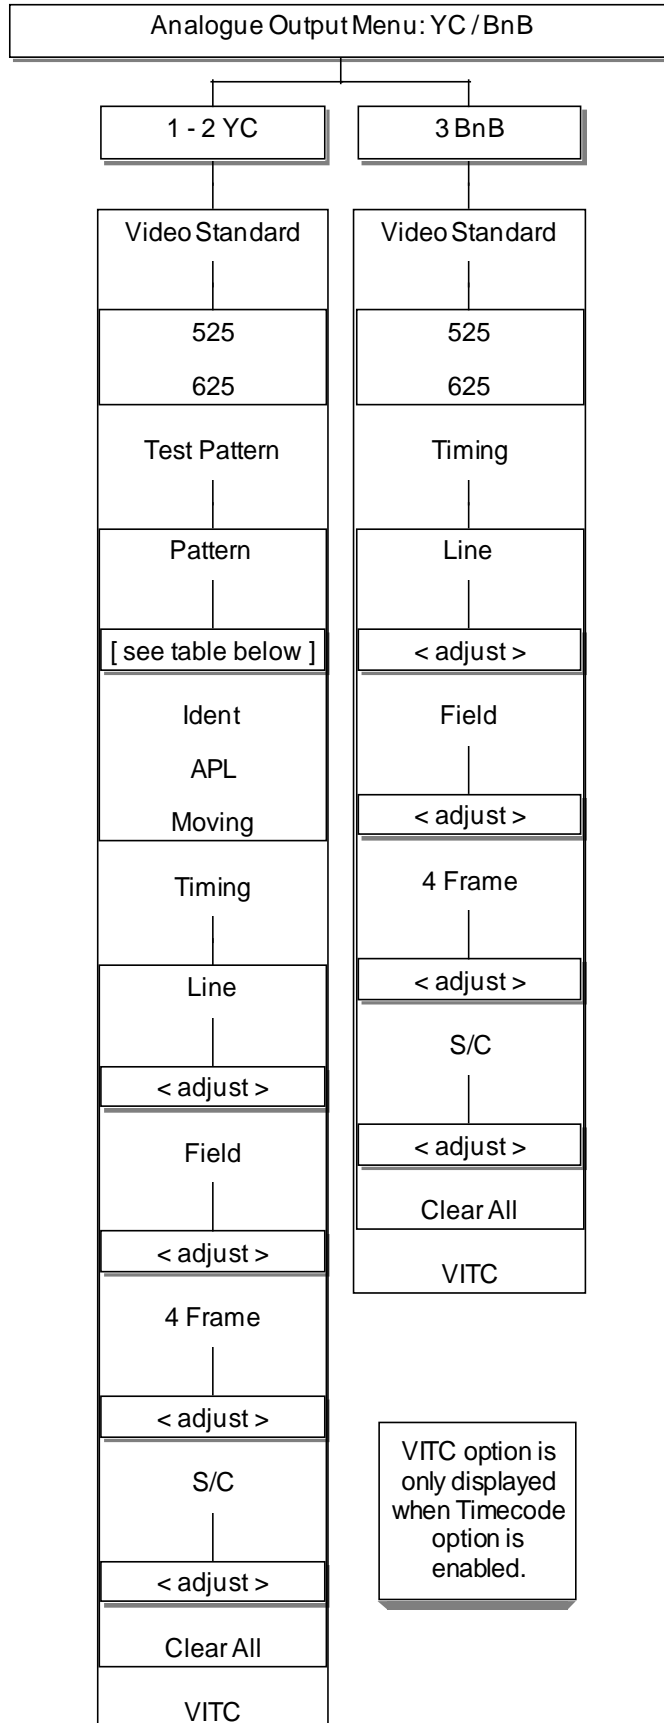 Analogue Output Menu: YC / BnB
1 - 2 YC
Video Standard
525
625
Test Pattern
Pattern
[ see table below ]
Ident
APL
Moving
Timing
Line
< adjust >
Field
< adjust >
4 Frame
< adjust >
S/C
< adjust >
Clear All
VITC
3 BnB
Video Standard
525
625
Timing
Line
< adjust >
Field
< adjust >
4 Frame
< adjust >
S/C
< adjust >
Clear All
VITC
VITC option is
only displayed
when Timecode
option is
enabled.